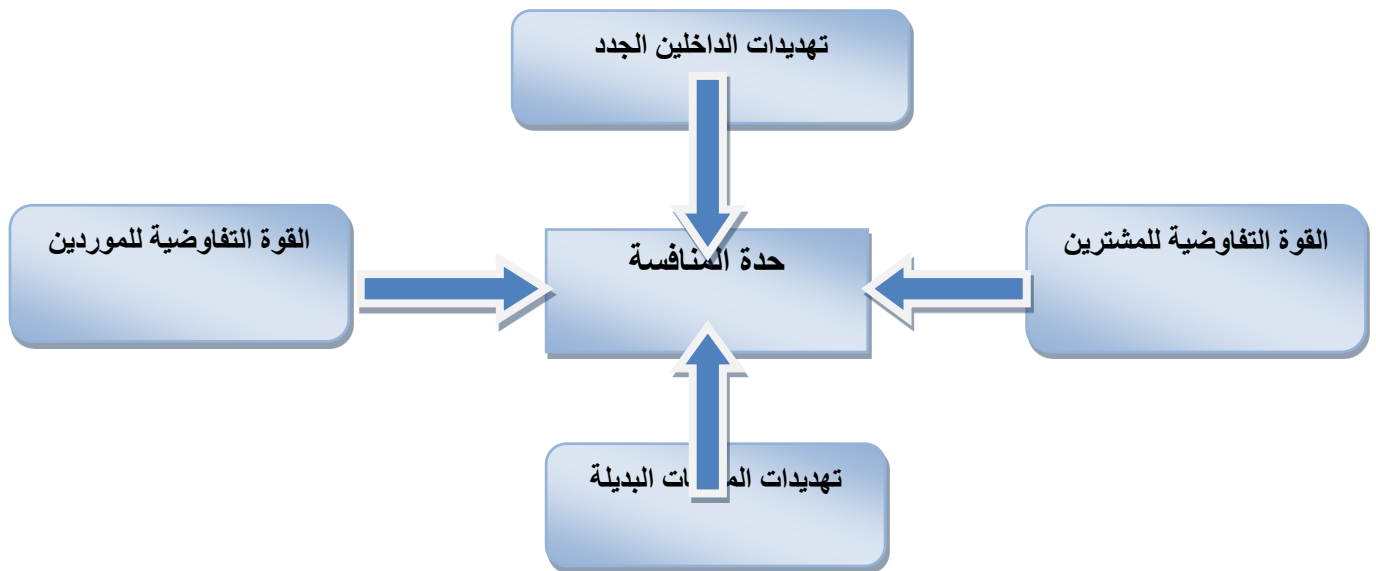 تهديدات الداخلين الجدد
القوة التفاوضية للمشترين
حدة المنافسة
القوة التفاوضية للموردين
تهديدات البديلة